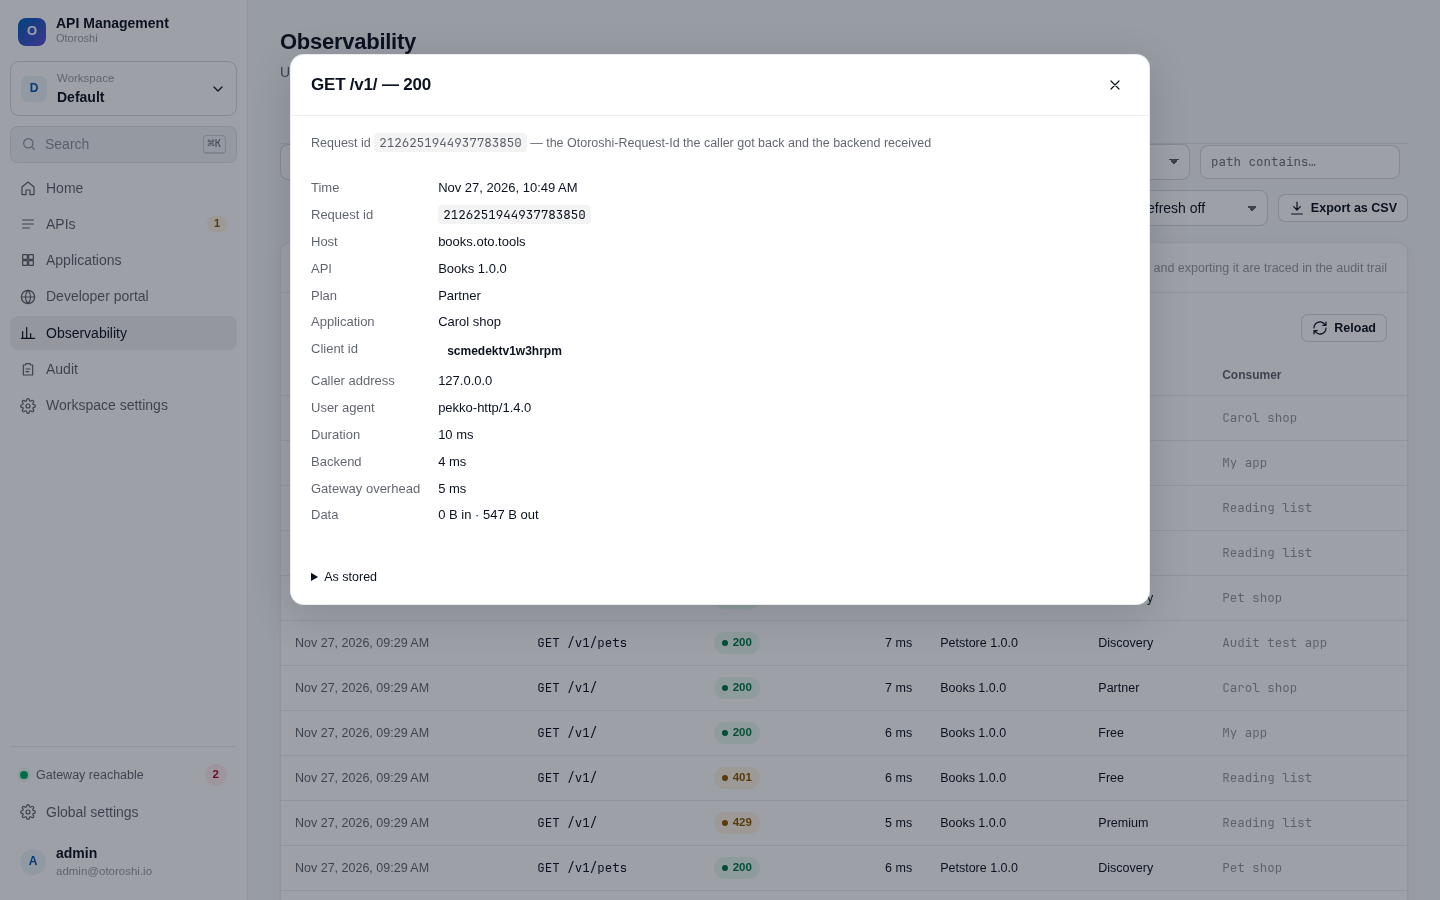 O
API Management
Otoroshi
D
Workspace
Default
Search
⌘K
Home
APIs
1
Applications
Developer portal
Observability
Audit
Workspace settings
Gateway reachable
2
Global settings
A
admin
admin@otoroshi.io
Observability
U
path contains…
efresh off
Export as CSV
and exporting it are traced in the audit trail
Reload
Consumer
Carol shop
My app
Reading list
Reading list
y
Pet shop
GET /v1/ — 200
Request id 2126251944937783850 — the Otoroshi-Request-Id the caller got back and the backend received
Time Nov 27, 2026, 10:49 AM
Request id 2126251944937783850
Host books.oto.tools
API Books 1.0.0
Plan Partner
Application Carol shop
Client id scmedektv1w3hrpm
Caller address 127.0.0.0
User agent pekko-http/1.4.0
Duration 10 ms
Backend 4 ms
Gateway overhead 5 ms
Data 0 B in · 547 B out
As stored
Nov 27, 2026, 09:29 AM GET /v1/pets 200 7 ms Petstore 1.0.0 Discovery Audit test app
Nov 27, 2026, 09:29 AM GET /v1/ 200 7 ms Books 1.0.0 Partner Carol shop
Nov 27, 2026, 09:29 AM GET /v1/ 200 6 ms Books 1.0.0 Free My app
Nov 27, 2026, 09:29 AM GET /v1/ 401 6 ms Books 1.0.0 Free Reading list
Nov 27, 2026, 09:29 AM GET /v1/ 429 5 ms Books 1.0.0 Premium Reading list
Nov 27, 2026, 09:29 AM GET /v1/pets 200 6 ms Petstore 1.0.0 Discovery Pet shop